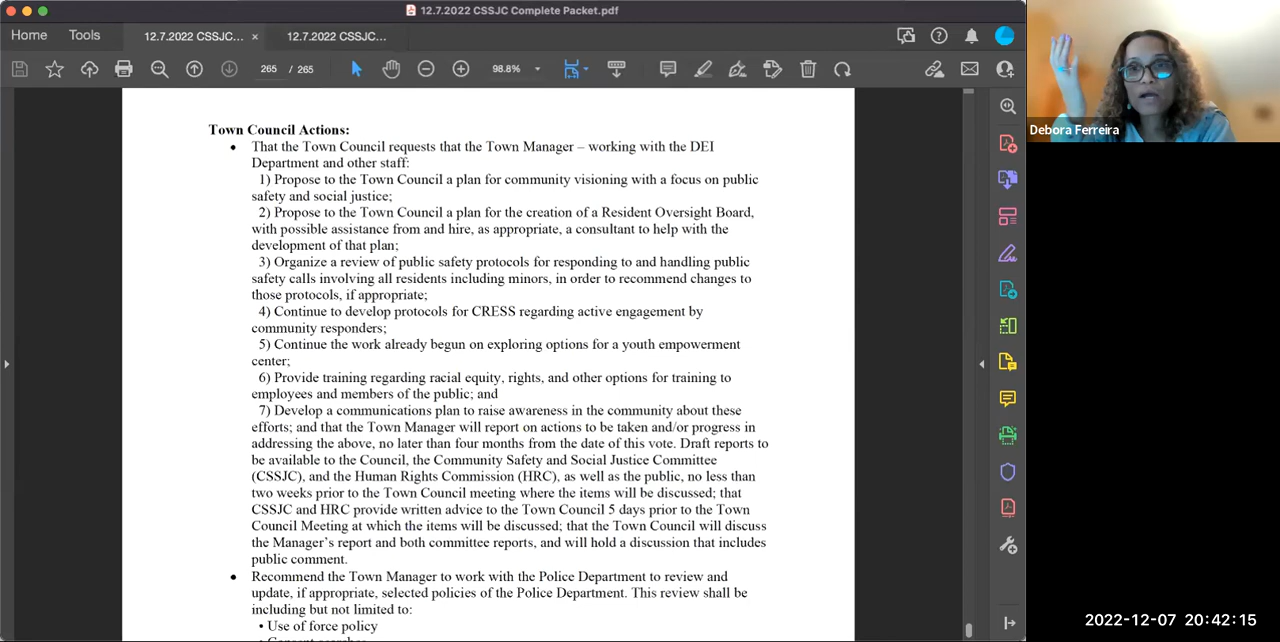 12.7.2022 CSSJC Complete Packet.pdf
Home Tools 12.7.2022 CSSJC... × 12.7.2022 CSSJC...
265 / 265 98.8%
Debora Ferreira
Town Council Actions:
• That the Town Council requests that the Town Manager – working with the DEI
Department and other staff:
1) Propose to the Town Council a plan for community visioning with a focus on public
safety and social justice;
2) Propose to the Town Council a plan for the creation of a Resident Oversight Board,
with possible assistance from and hire, as appropriate, a consultant to help with the
development of that plan;
3) Organize a review of public safety protocols for responding to and handling public
safety calls involving all residents including minors, in order to recommend changes to
those protocols, if appropriate;
4) Continue to develop protocols for CRESS regarding active engagement by
community responders;
5) Continue the work already begun on exploring options for a youth empowerment
center;
6) Provide training regarding racial equity, rights, and other options for training to
employees and members of the public; and
7) Develop a communications plan to raise awareness in the community about these
efforts; and that the Town Manager will report on actions to be taken and/or progress in
addressing the above, no later than four months from the date of this vote. Draft reports to
be available to the Council, the Community Safety and Social Justice Committee
(CSSJC), and the Human Rights Commission (HRC), as well as the public, no less than
two weeks prior to the Town Council meeting where the items will be discussed; that
CSSJC and HRC provide written advice to the Town Council 5 days prior to the Town
Council Meeting at which the items will be discussed; that the Town Council will discuss
the Manager's report and both committee reports, and will hold a discussion that includes
public comment.
• Recommend the Town Manager to work with the Police Department to review and
update, if appropriate, selected policies of the Police Department. This review shall be
including but not limited to:
• Use of force policy
2022-12-07 20:42:15